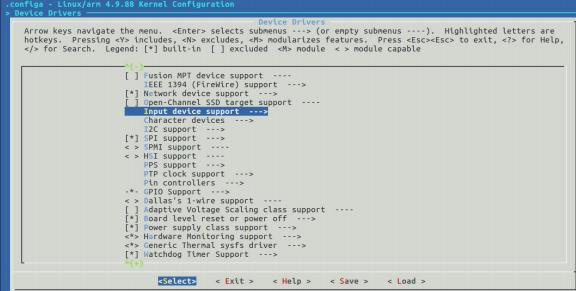 .configa - Linux/arm 4.9.88 Kernel Configuration
> Device Drivers
Device Drivers
Arrow keys navigate the menu. <Enter> selects submenus ---> (or empty submenus ----). Highlighted letters are
hotkeys. Pressing <Y> includes, <N> excludes, <M> modularizes features. Press <Esc><Esc> to exit, <?> for Help,
</> for Search. Legend: [*] built-in [ ] excluded <M> module < > module capable
^(-)
[ ] Fusion MPT device support ----
IEEE 1394 (FireWire) support --->
[*] Network device support --->
[ ] Open-Channel SSD target support ----
Input device support --->
Character devices --->
I2C support --->
[*] SPI support --->
< > SPMI support ----
< > HSI support ----
PPS support --->
PTP clock support --->
Pin controllers --->
-*- GPIO Support --->
< > Dallas's 1-wire support ----
[ ] Adaptive Voltage Scaling class support ----
[*] Board level reset or power off --->
[*] Power supply class support --->
<*> Hardware Monitoring support --->
<*> Generic Thermal sysfs driver --->
[*] Watchdog Timer Support --->
^(+)
<Select> < Exit > < Help > < Save > < Load >